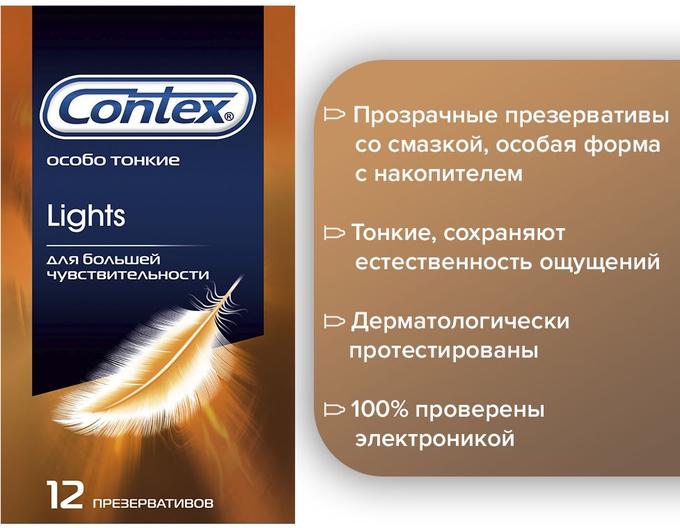 Contex®
особо тонкие
Lights
для большей
чувствительности
12 презервативов
Прозрачные презервативы
со смазкой, особая форма
с накопителем
Тонкие, сохраняют
естественность ощущений
Дерматологически
протестированы
100% проверены
электроникой